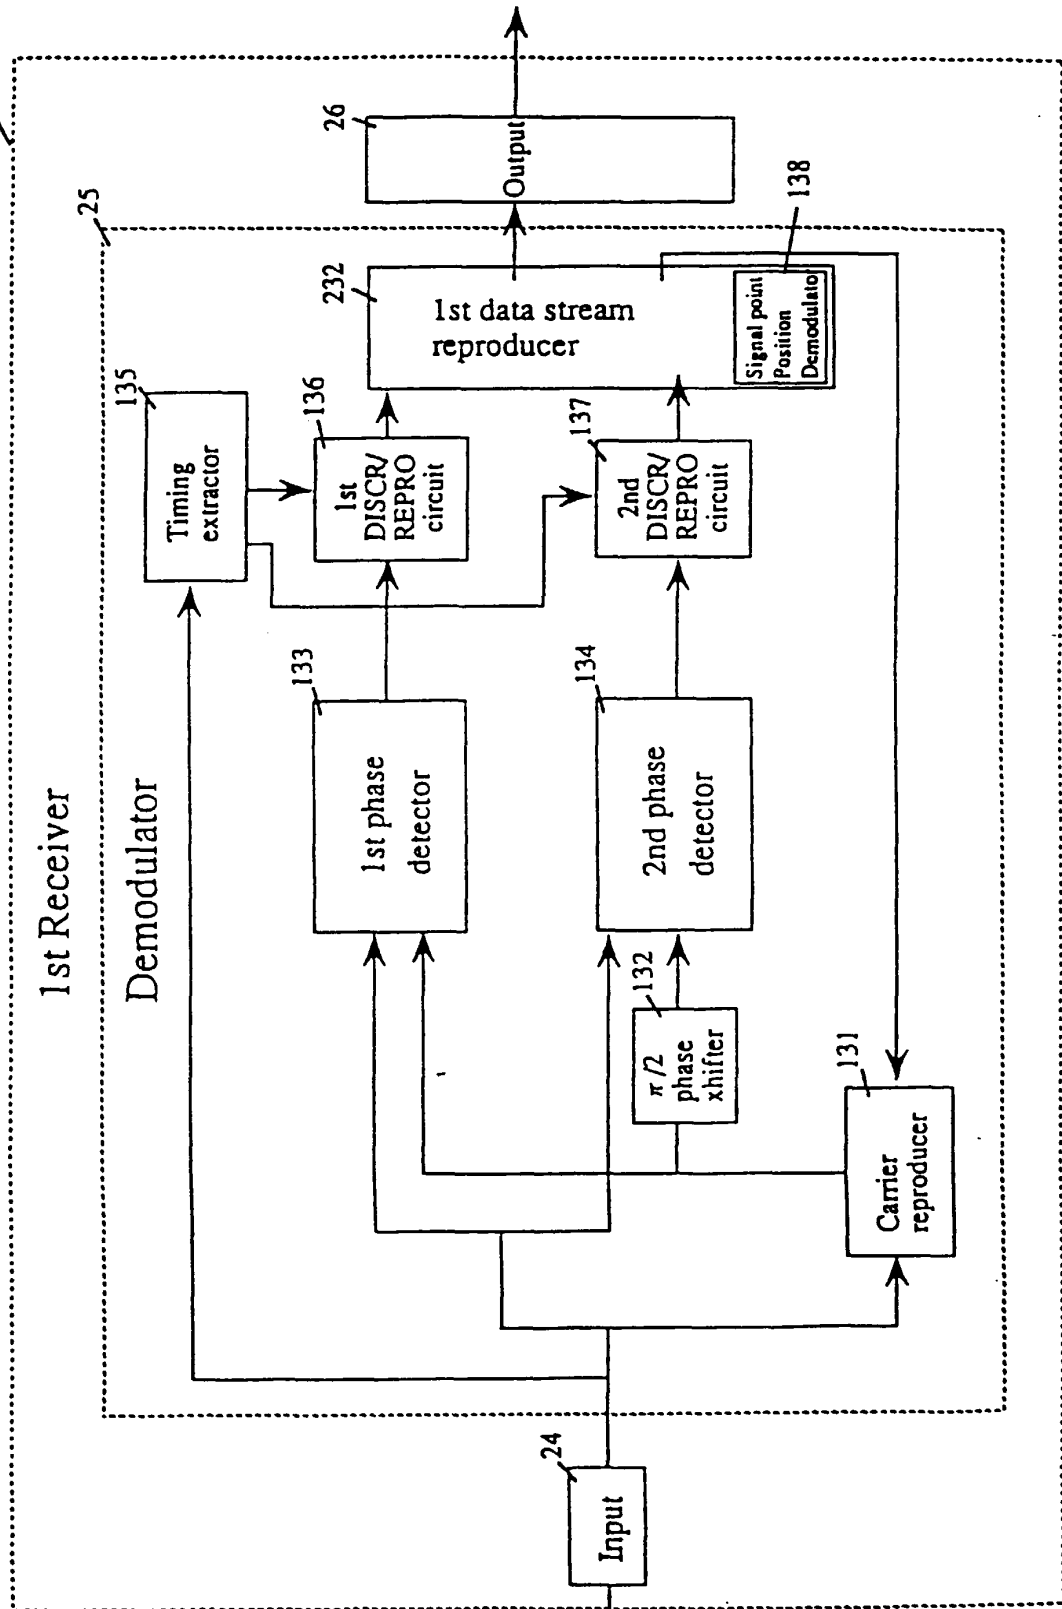 1st Receiver
25
Demodulator
135
Timing
extractor
26
Output
232
1st data stream
reproducer
136
1st
DISCR/
REPRO
circuit
133
1st phase
detector
138
Signal point
Position
Demodulator
137
2nd
DISCR/
REPRO
circuit
134
2nd phase
detector
132
π/2
phase
xhifter
131
Carrier
reproducer
24
Input